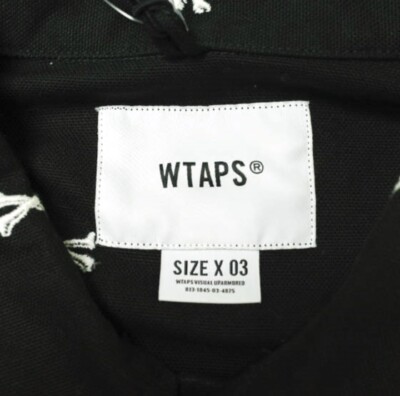 WTAPS®
SIZE X 03
WTAPS VISUAL UPARMORED